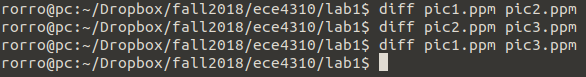 rorro@pc:~/Dropbox/fall2018/ece4310/lab1$ diff pic1.ppm pic2.ppm
rorro@pc:~/Dropbox/fall2018/ece4310/lab1$ diff pic2.ppm pic3.ppm
rorro@pc:~/Dropbox/fall2018/ece4310/lab1$ diff pic1.ppm pic3.ppm
rorro@pc:~/Dropbox/fall2018/ece4310/lab1$